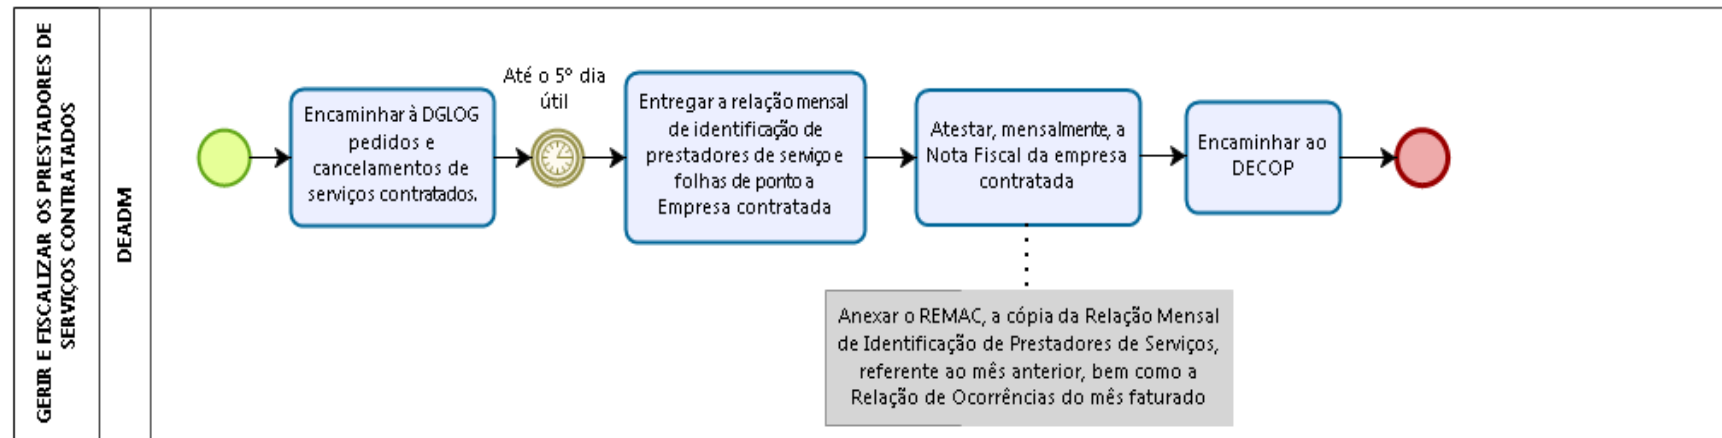 GERIR E FISCALIZAR OS PRESTADORES DE
SERVIÇOS CONTRATADOS
DEADM
Encaminhar à DGLOG
pedidos e
cancelamentos de
serviços contratados.
Até o 5º dia
útil
Entregar a relação mensal
de identificação de
prestadores de serviço e
folhas de ponto a
Empresa contratada
Atestar, mensalmente, a
Nota Fiscal da empresa
contratada
Encaminhar ao
DECOP
Anexar o REMAC, a cópia da Relação Mensal
de Identificação de Prestadores de Serviços,
referente ao mês anterior, bem como a
Relação de Ocorrências do mês faturado